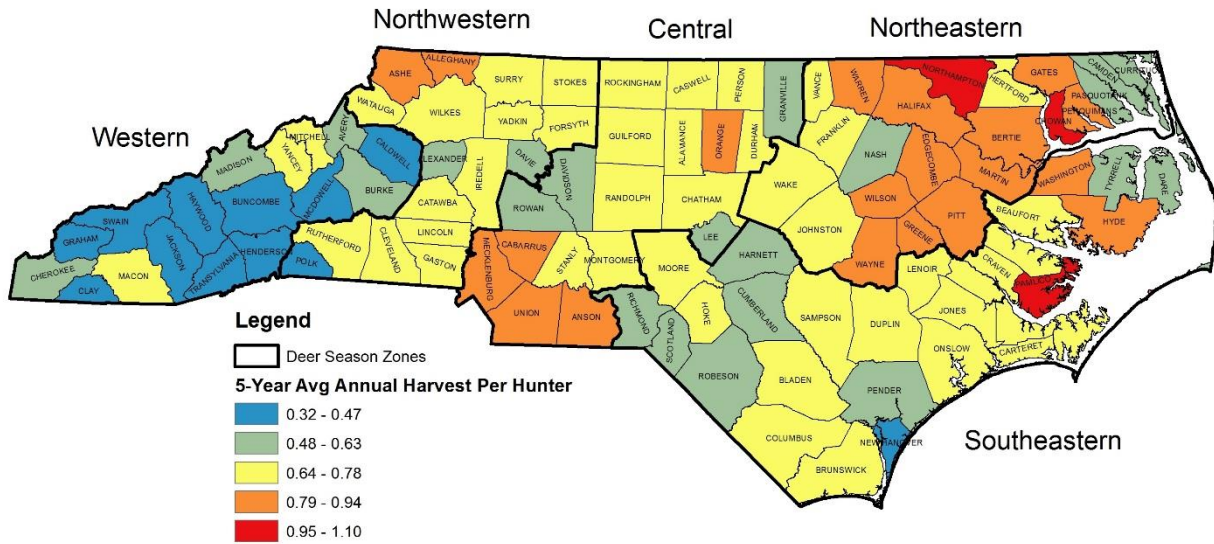 Northwestern
Central
Northeastern
Western
Southeastern
ALLEGHANY
ASHE
SURRY
STOKES
ROCKINGHAM
CASWELL
PERSON
GRANVILLE
VANCE
WARREN
NORTHAMPTON
HERTFORD
GATES
CAMDEN
PASQUOTANK
PERQUIMANS
CHOWAN
WATAUGA
WILKES
YADKIN
FORSYTH
GUILFORD
ALAMANCE
ORANGE
DURHAM
FRANKLIN
HALIFAX
BERTIE
MITCHELL
AVERY
YANCEY
CALDWELL
MADISON
BURKE
IREDELL
DAVIE
DAVIDSON
NASH
EDGECOMBE
MARTIN
WASHINGTON
TYRRELL
DARE
SWAIN
HAYWOOD
BUNCOMBE
MCDOWELL
CATAWBA
ROWAN
RANDOLPH
CHATHAM
WAKE
WILSON
PITT
BEAUFORT
HYDE
GRAHAM
JACKSON
HENDERSON
TRANSYLVANIA
RUTHERFORD
CLEVELAND
LINCOLN
GASTON
LEE
JOHNSTON
GREENE
CHEROKEE
MACON
CLAY
POLK
MECKLENBURG
CABARRUS
STANLY
MONTGOMERY
MOORE
HARNETT
WAYNE
LENOIR
CRAVEN
PAMLICO
UNION
ANSON
RICHMOND
SCOTLAND
HOKE
CUMBERLAND
SAMPSON
DUPLIN
JONES
ONSLOW
CARTERET
ROBESON
BLADEN
PENDER
COLUMBUS
BRUNSWICK
NEW HANOVER
Legend
Deer Season Zones
5-Year Avg Annual Harvest Per Hunter
0.32 - 0.47
0.48 - 0.63
0.64 - 0.78
0.79 - 0.94
0.95 - 1.10